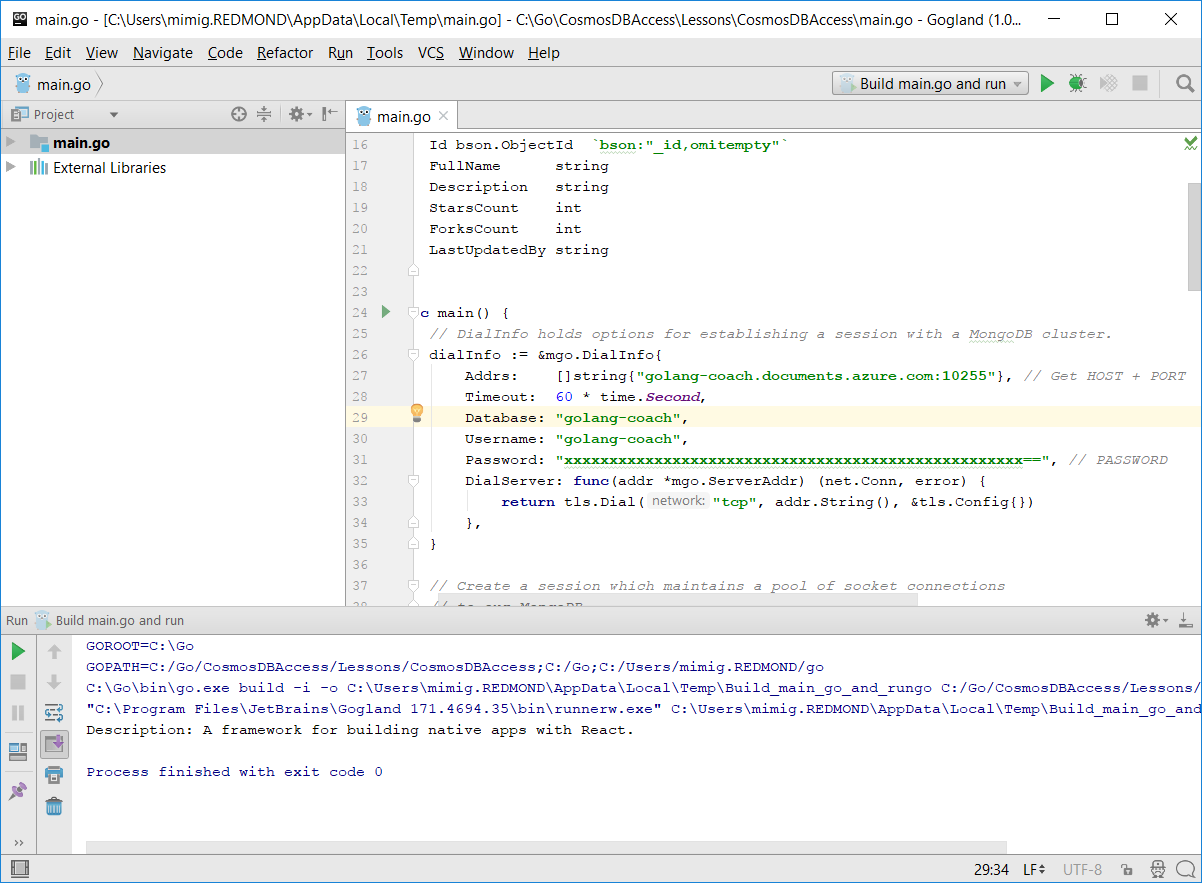 main.go - [C:\Users\mimig.REDMOND\AppData\Local\Temp\main.go] - C:\Go\CosmosDBAccess\Lessons\CosmosDBAccess\main.go - Gogland (1.0...
File Edit View Navigate Code Refactor Run Tools VCS Window Help
main.go Build main.go and run
Project main.go
main.go
External Libraries
16 Id bson.ObjectId `bson:"_id,omitempty"`
17 FullName string
18 Description string
19 StarsCount int
20 ForksCount int
21 LastUpdatedBy string
22
23
24 c main() {
25 // DialInfo holds options for establishing a session with a MongoDB cluster.
26 dialInfo := &mgo.DialInfo{
27 Addrs: []string{"golang-coach.documents.azure.com:10255"}, // Get HOST + PORT
28 Timeout: 60 * time.Second,
29 Database: "golang-coach",
30 Username: "golang-coach",
31 Password: "xxxxxxxxxxxxxxxxxxxxxxxxxxxxxxxxxxxxxxxxxxxxxxxxxxx==", // PASSWORD
32 DialServer: func(addr *mgo.ServerAddr) (net.Conn, error) {
33 return tls.Dial( network: "tcp", addr.String(), &tls.Config{})
34 },
35 }
36
37 // Create a session which maintains a pool of socket connections
38 // to our MongoDB
Run Build main.go and run
GOROOT=C:\Go
GOPATH=C:/Go/CosmosDBAccess/Lessons/CosmosDBAccess;C:/Go;C:/Users/mimig.REDMOND/go
C:\Go\bin\go.exe build -i -o C:\Users\mimig.REDMOND\AppData\Local\Temp\Build_main_go_and_rungo C:/Go/CosmosDBAccess/Lessons/
"C:\Program Files\JetBrains\Gogland 171.4694.35\bin\runnerw.exe" C:\Users\mimig.REDMOND\AppData\Local\Temp\Build_main_go_and
Description: A framework for building native apps with React.
Process finished with exit code 0
29:34 LF UTF-8